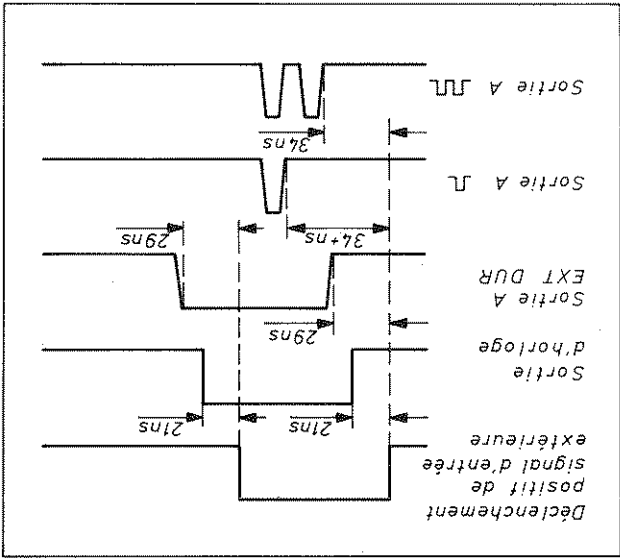 Déclenchement
positif de
signal d'entrée
extérieure
21ns
21ns
Sortie
d'horloge
29ns
Sortie A
EXT DUR
34+ns
29ns
Sortie A
34ns
Sortie A